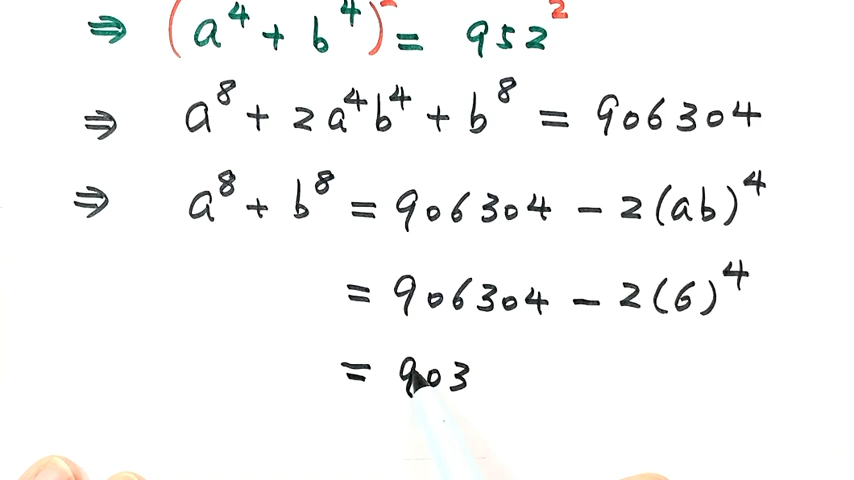 ⇒ (a⁴ + b⁴)² = 952²
⇒ a⁸ + 2a⁴b⁴ + b⁸ = 906304
⇒ a⁸ + b⁸ = 906304 − 2(ab)⁴
= 906304 − 2(6)⁴
= 903